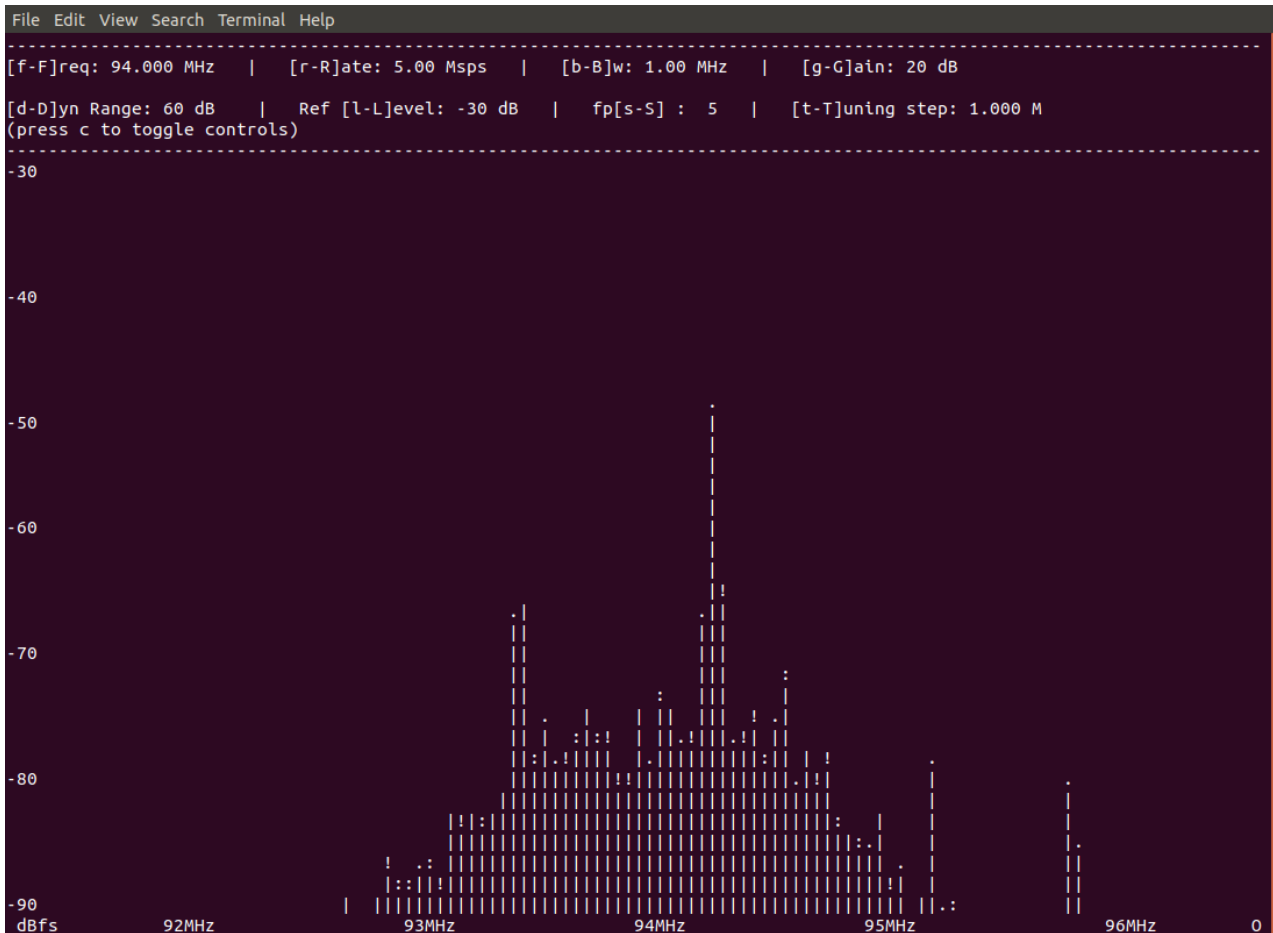 File Edit View Search Terminal Help
[f-F]req: 94.000 MHz | [r-R]ate: 5.00 Msps | [b-B]w: 1.00 MHz | [g-G]ain: 20 dB
[d-D]yn Range: 60 dB | Ref [l-L]evel: -30 dB | fp[s-S] : 5 | [t-T]uning step: 1.000 M
(press c to toggle controls)
-30
-40
-50
-60
-70
-80
-90
dBfs 92MHz 93MHz 94MHz 95MHz 96MHz O